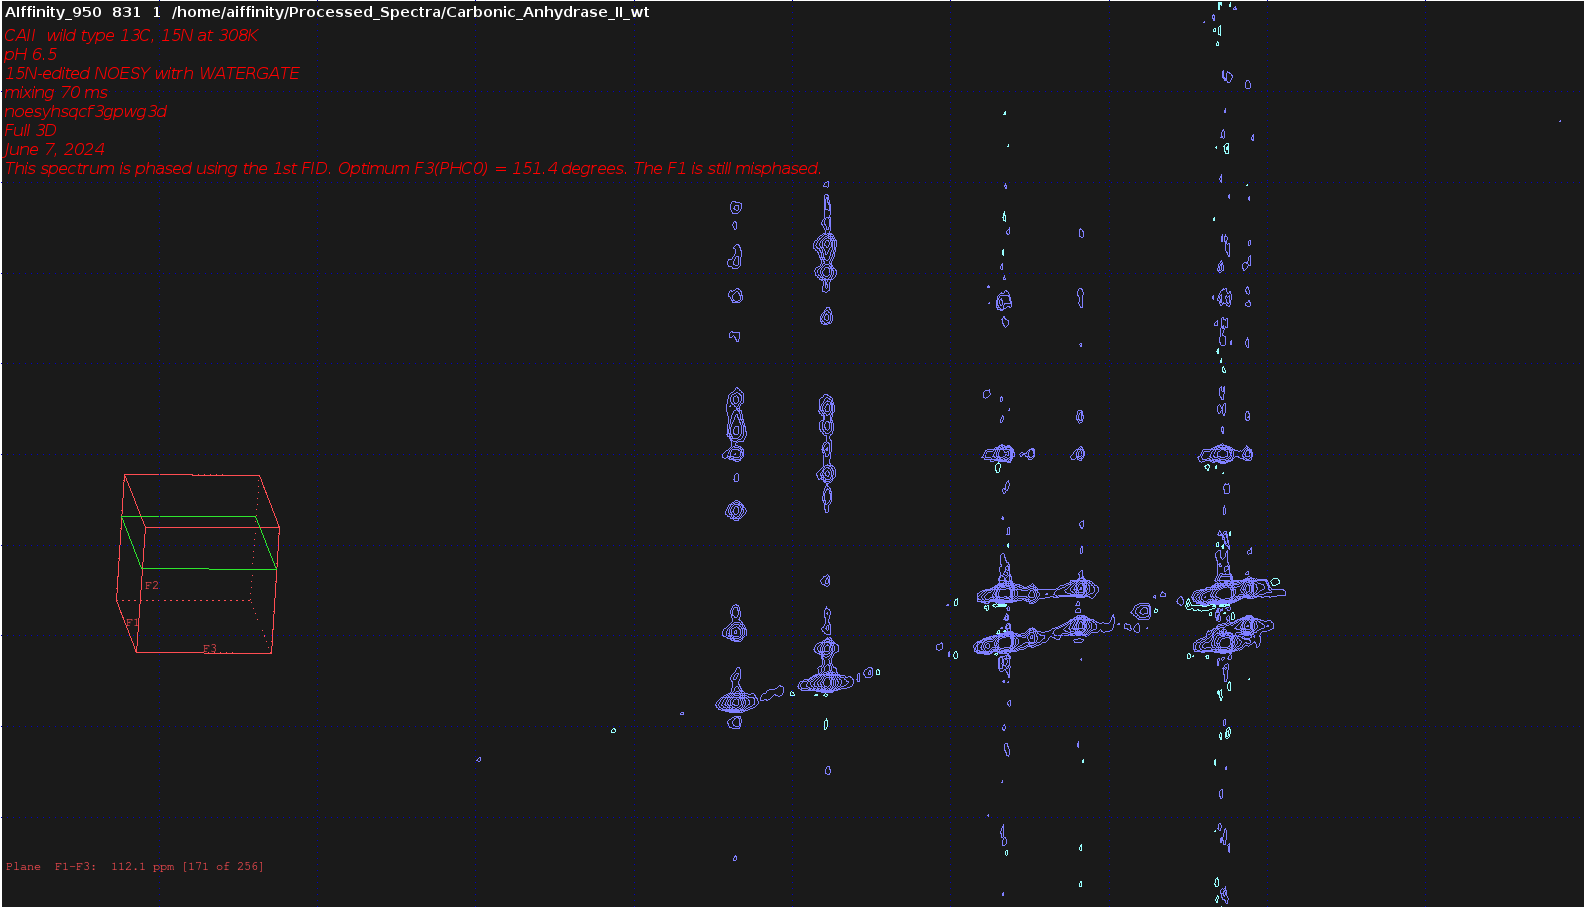 AIffinity_950  831  1  /home/aiffinity/Processed_Spectra/Carbonic_Anhydrase_II_wt
CAII  wild type 13C, 15N at 308K
pH 6.5
15N-edited NOESY witrh WATERGATE
mixing 70 ms
noesyhsqcf3gpwg3d
Full 3D
June 7, 2024
This spectrum is phased using the 1st FID. Optimum F3(PHC0) = 151.4 degrees. The F1 is still misphased.
F2
F1
F3
Plane  F1-F3:  112.1 ppm [171 of 256]